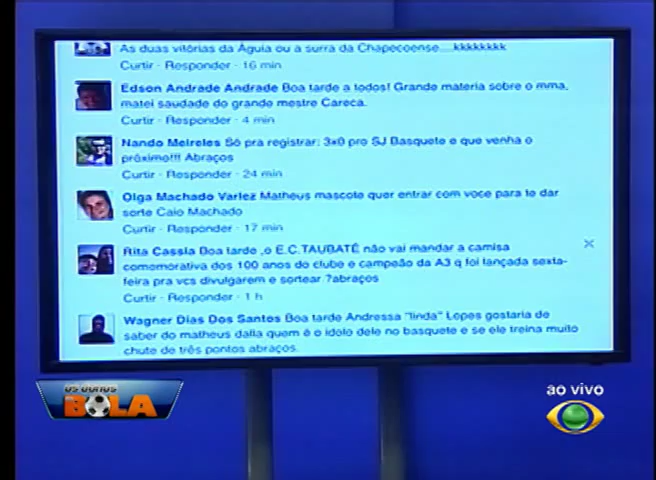 As duas vitórias da Águia ou a surra da Chapecoense....kkkkkkkk
Curtir · Responder · 16 min
Edson Andrade Andrade Boa tarde a todos! Grande materia sobre o mma,
matei saudade do grande mestre Careca.
Curtir · Responder · 4 min
Nando Meireles Só pra registrar: 3x0 pro SJ Basquete e que venha o
próximo!!! Abraços
Curtir · Responder · 24 min
Olga Machado Varlez Matheus mascote quer entrar com voce para te dar
sorte Caio Machado
Curtir · Responder · 17 min
Rita Cassia Boa tarde ,o E.C.TAUBATÉ não vai mandar a camisa
comemorativa dos 100 anos do clube e campeão da A3 q foi lançada sexta-
feira pra vcs divulgarem e sortear ?abraços
Curtir · Responder · 1 h
Wagner Dias Dos Santos Boa tarde Andressa "linda" Lopes gostaria de
saber do matheus dalla quem é o idolo dele no basquete e se ele treina muito
chute de três pontos abraços.
OS DONOS
DA
BOLA
AO VIVO